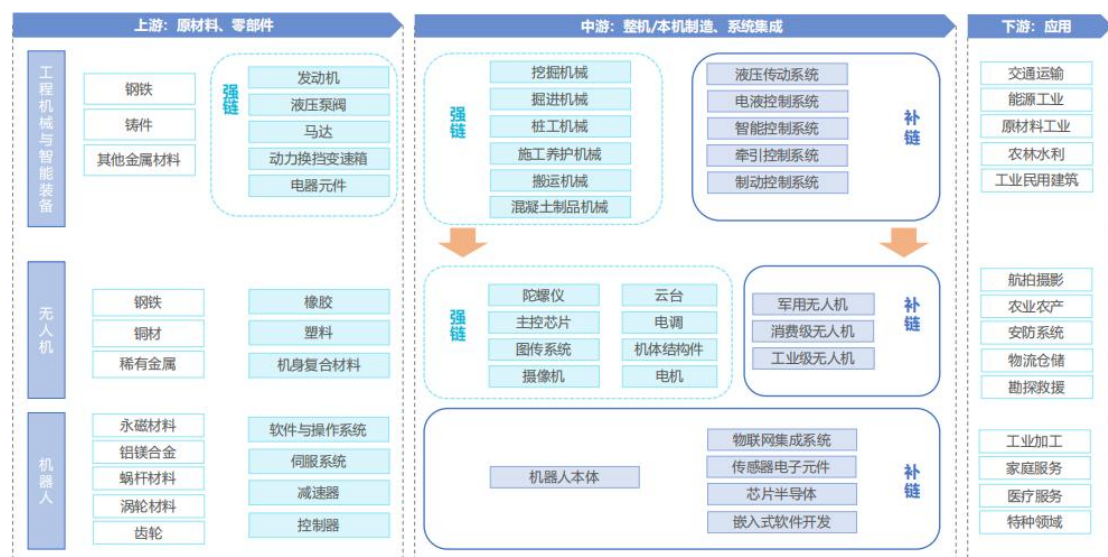 上游：原材料、零部件
中游：整机/本机制造、系统集成
下游：应用
工程机械与智能装备
钢铁
铸件
其他金属材料
强链
发动机
液压泵阀
马达
动力换挡变速箱
电器元件
强链
挖掘机械
掘进机械
桩工机械
施工养护机械
搬运机械
混凝土制品机械
液压传动系统
电液控制系统
智能控制系统
牵引控制系统
制动控制系统
补链
交通运输
能源工业
原材料工业
农林水利
工业民用建筑
无人机
钢铁
铜材
稀有金属
橡胶
塑料
机身复合材料
强链
陀螺仪
主控芯片
图传系统
摄像机
云台
电调
机体结构件
电机
军用无人机
消费级无人机
工业级无人机
补链
航拍摄影
农业农产
安防系统
物流仓储
勘探救援
机器人
永磁材料
铝镁合金
蜗杆材料
涡轮材料
齿轮
软件与操作系统
伺服系统
减速器
控制器
机器人本体
物联网集成系统
传感器电子元件
芯片半导体
嵌入式软件开发
补链
工业加工
家庭服务
医疗服务
特种领域